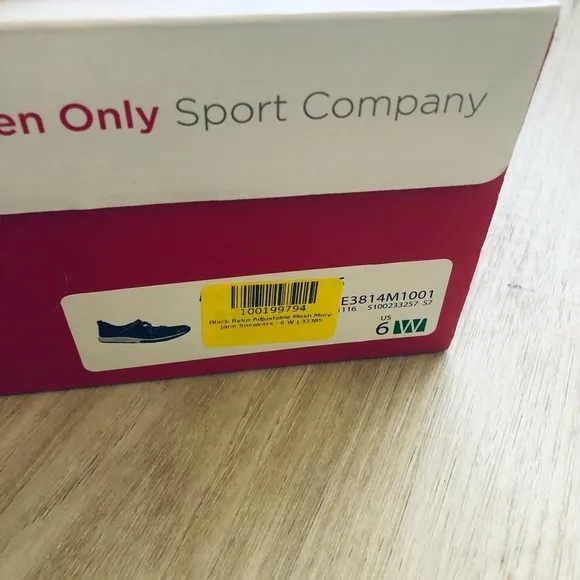 en Only Sport Company
100199794
Black Ryka Adjustable Mesh Mary
Jane Sneakers - 6 W | 32385
E3814M1001
116 5100233257 S7
US
6 W